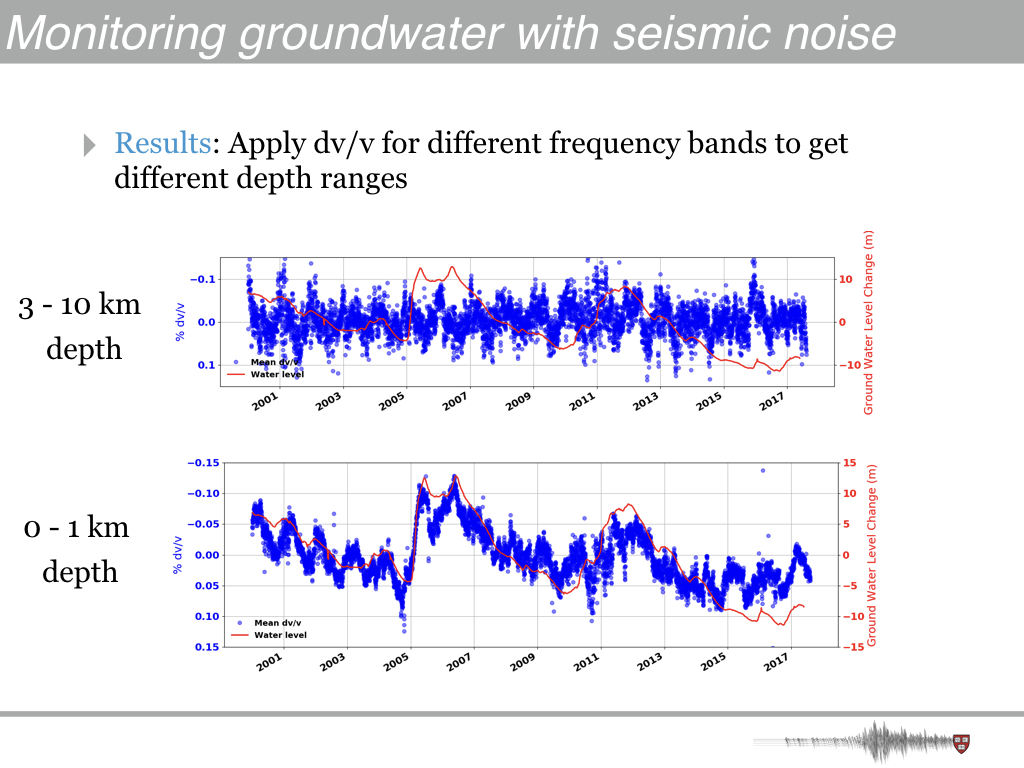 Monitoring groundwater with seismic noise
Results: Apply dv/v for different frequency bands to get
different depth ranges
3 - 10 km
depth
% dv/v
−0.1
0.0
0.1
Mean dv/v
Water level
10
0
−10
Ground Water Level Change (m)
2001
2003
2005
2007
2009
2011
2013
2015
2017
0 - 1 km
depth
% dv/v
−0.15
−0.10
−0.05
0.00
0.05
0.10
0.15
Mean dv/v
Water level
15
10
5
0
−5
−10
−15
Ground Water Level Change (m)
2001
2003
2005
2007
2009
2011
2013
2015
2017